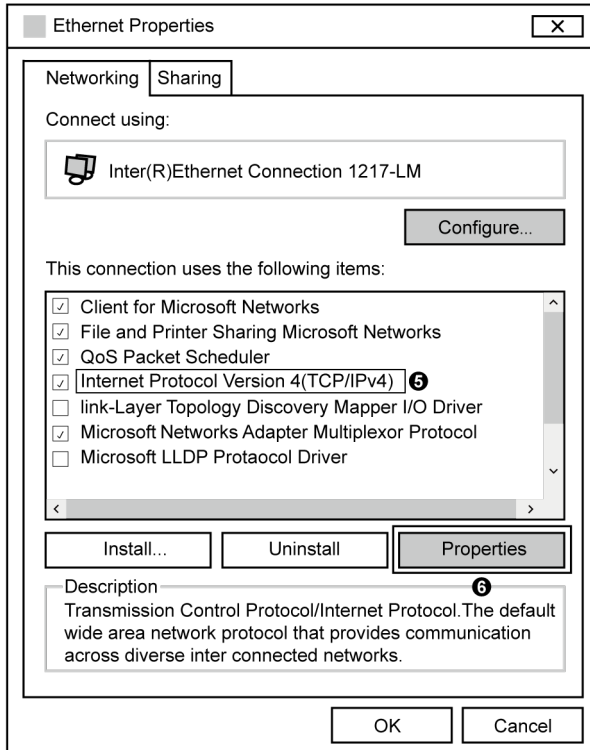 Ethernet Properties
X
Networking
Sharing
Connect using:
Inter(R)Ethernet Connection 1217-LM
Configure...
This connection uses the following items:
Client for Microsoft Networks
File and Printer Sharing Microsoft Networks
QoS Packet Scheduler
Internet Protocol Version 4(TCP/IPv4) ❺
link-Layer Topology Discovery Mapper I/O Driver
Microsoft Networks Adapter Multiplexor Protocol
Microsoft LLDP Protaocol Driver
Install...
Uninstall
Properties
❻
Description
Transmission Control Protocol/Internet Protocol.The default
wide area network protocol that provides communication
across diverse inter connected networks.
OK
Cancel